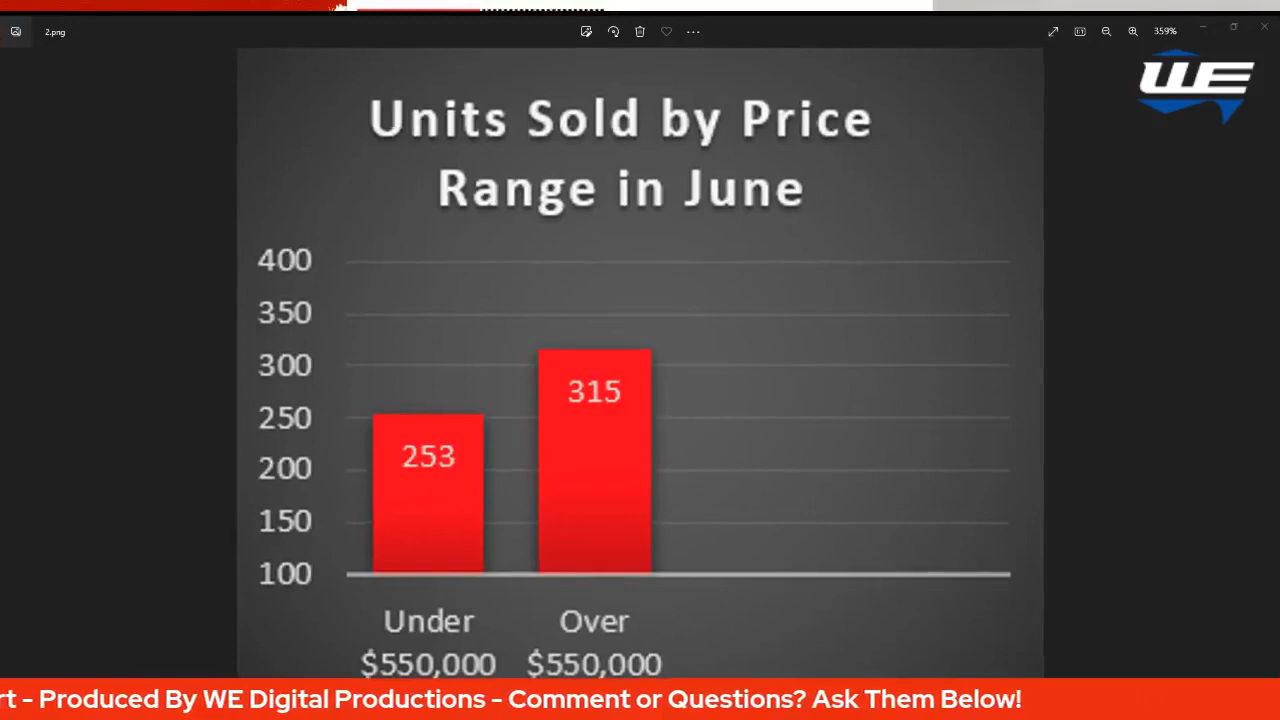 2.png
359%
WE
Units Sold by Price
Range in June
400
350
300
250
200
150
100
253
315
Under
$550,000
Over
$550,000
rt - Produced By WE Digital Productions - Comment or Questions? Ask Them Below!